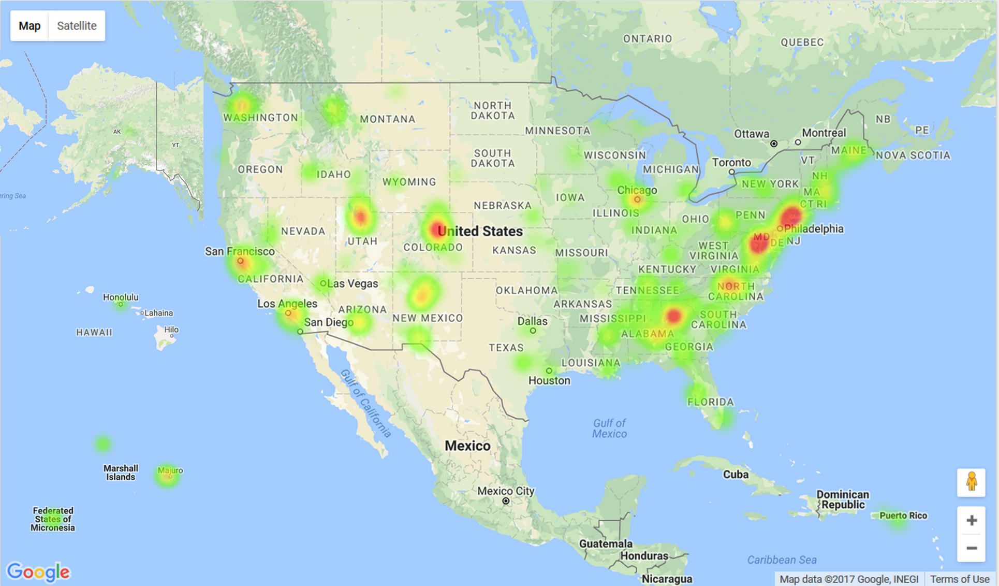 Map Satellite
ONTARIO
QUEBEC
NB
PE
NORTH
DAKOTA
WASHINGTON
MONTANA
MINNESOTA
Ottawa
Montreal
AK
YT
SOUTH
DAKOTA
WISCONSIN
MAINE
NOVA SCOTIA
VT
OREGON
IDAHO
MICHIGAN
Toronto
NH
WYOMING
NEW YORK
Chicago
MA
ering Sea
IOWA
NEBRASKA
CT RI
ILLINOIS
OHIO
PENN
NEVADA
United States
INDIANA
Philadelphia
UTAH
MD
DE NJ
COLORADO
San Francisco
KANSAS
MISSOURI
WEST
VIRGINIA
KENTUCKY
VIRGINIA
CALIFORNIA
Las Vegas
OKLAHOMA
TENNESSEE
NORTH
CAROLINA
Honolulu
Los Angeles
ARIZONA
ARKANSAS
Lahaina
NEW MEXICO
MISSISSIPPI
SOUTH
CAROLINA
San Diego
Dallas
HAWAII
Hilo
ALABAMA
TEXAS
GEORGIA
LOUISIANA
Houston
Gulf of California
FLORIDA
Gulf of
Mexico
Mexico
Marshall
Islands
Majuro
Cuba
Mexico City
Dominican
Republic
Federated
States of
Micronesia
Puerto Rico
Guatemala
Honduras
Caribbean Sea
Google
Nicaragua
Map data ©2017 Google, INEGI Terms of Use